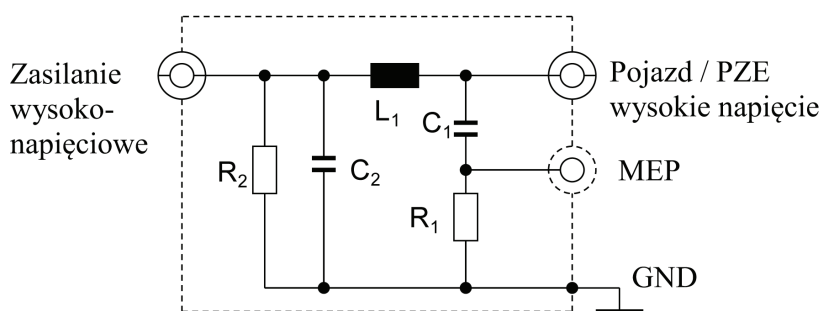 Zasilanie
wysoko-
napięciowe
R2
C2
L1
C1
R1
Pojazd / PZE
wysokie napięcie
MEP
GND